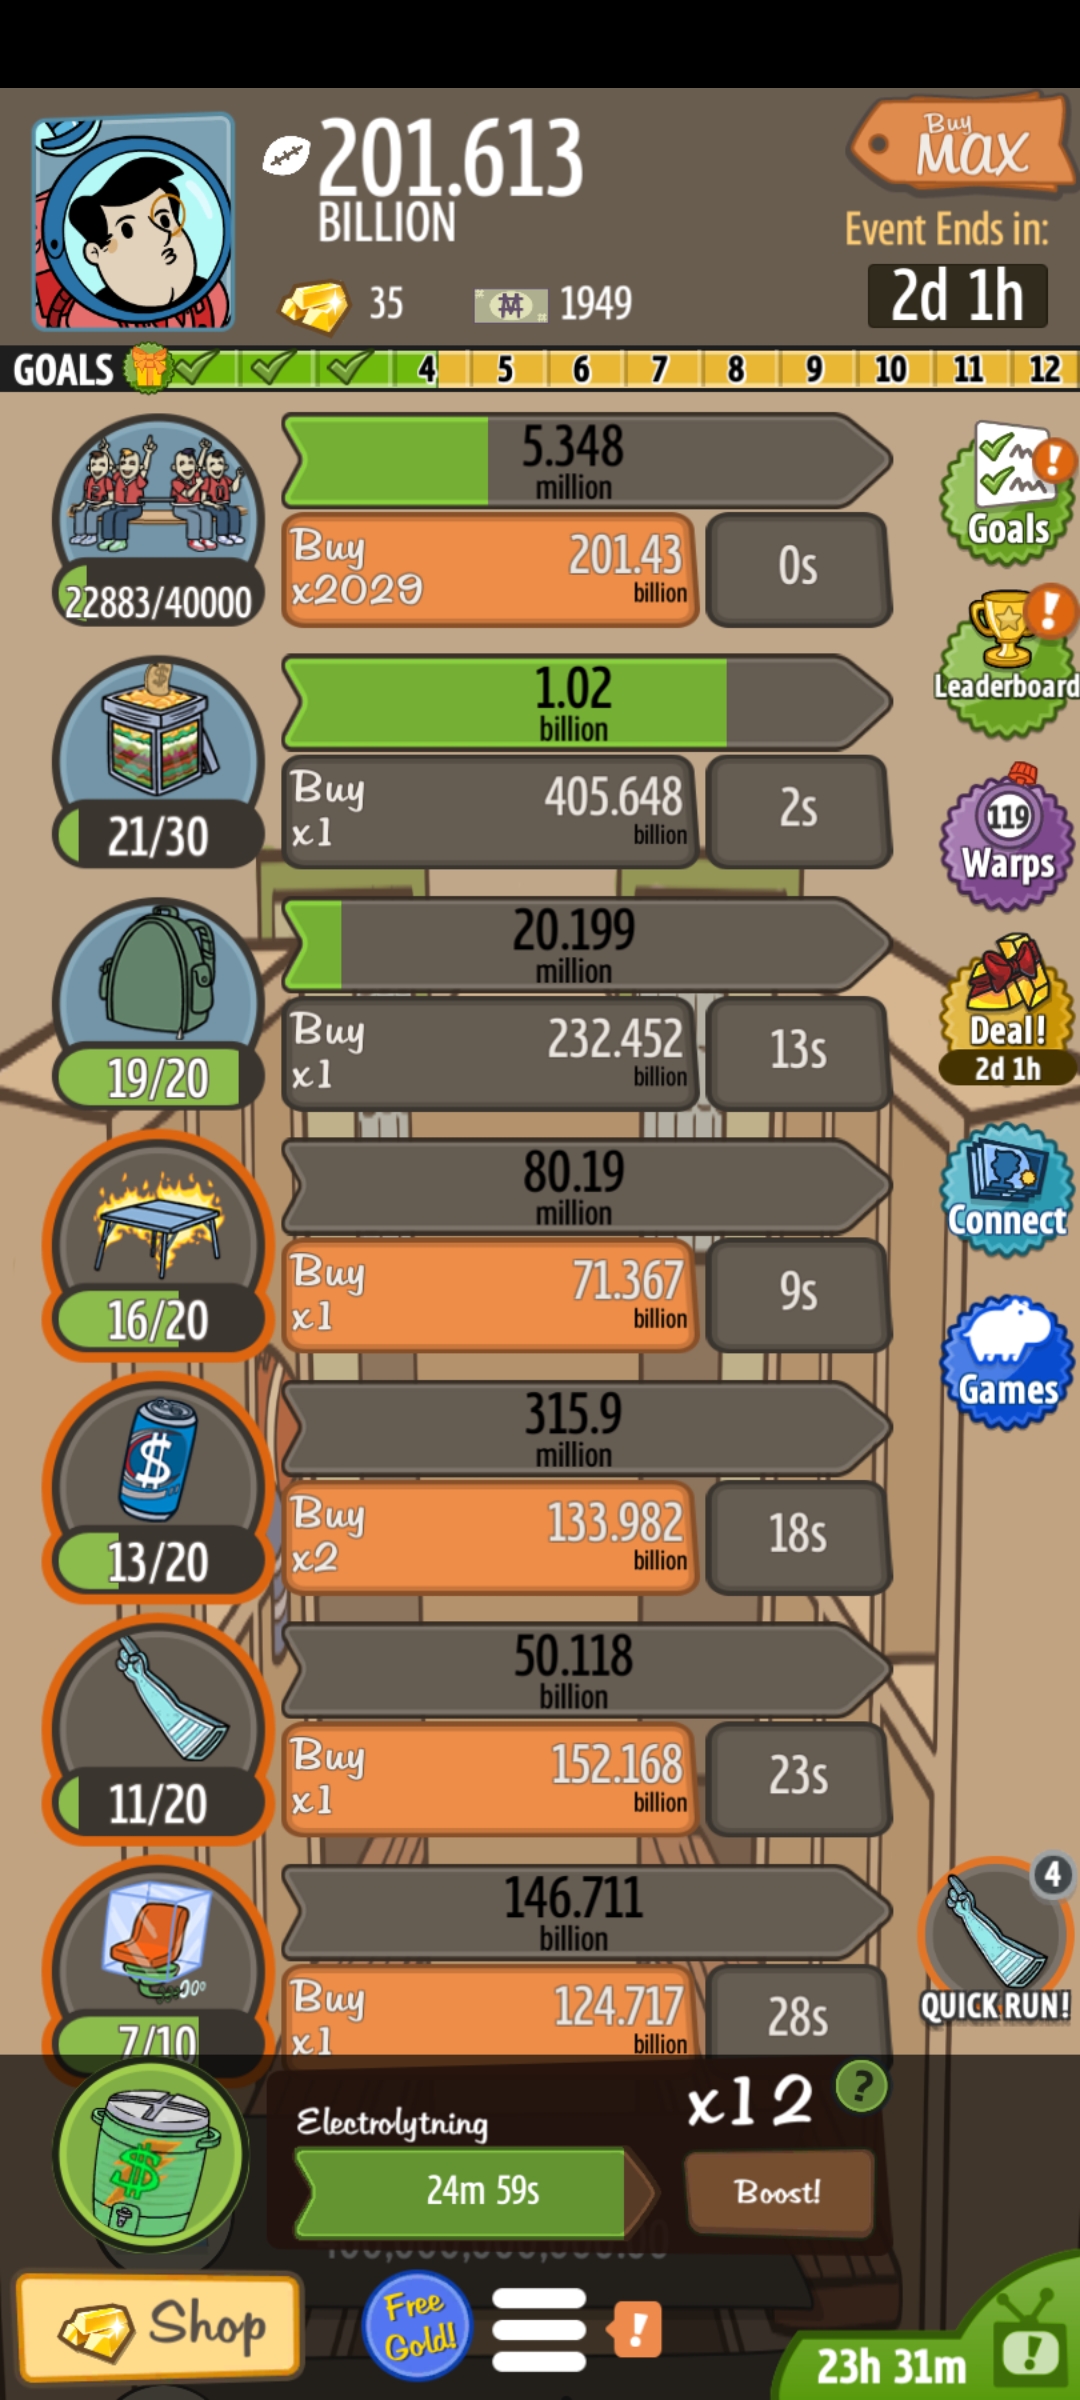 201.613
BILLION
35
1949
Buy
MAX
Event Ends in:
2d 1h
GOALS 4 5 6 7 8 9 10 11 12
5.348
million
22883/40000
Buy
x2029
201.43
billion
0s
1.02
billion
21/30
Buy
x1
405.648
billion
2s
20.199
million
19/20
Buy
x1
232.452
billion
13s
80.19
million
16/20
Buy
x1
71.367
billion
9s
315.9
million
13/20
Buy
x2
133.982
billion
18s
50.118
billion
11/20
Buy
x1
152.168
billion
23s
146.711
billion
7/10
Buy
x1
124.717
billion
28s
!
Goals
!
Leaderboard
119
Warps
Deal!
2d 1h
Connect
Games
4
QUICK RUN!
Electrolytning
24m 59s
x12
?
Boost!
Shop
Free
Gold!
!
23h 31m
!